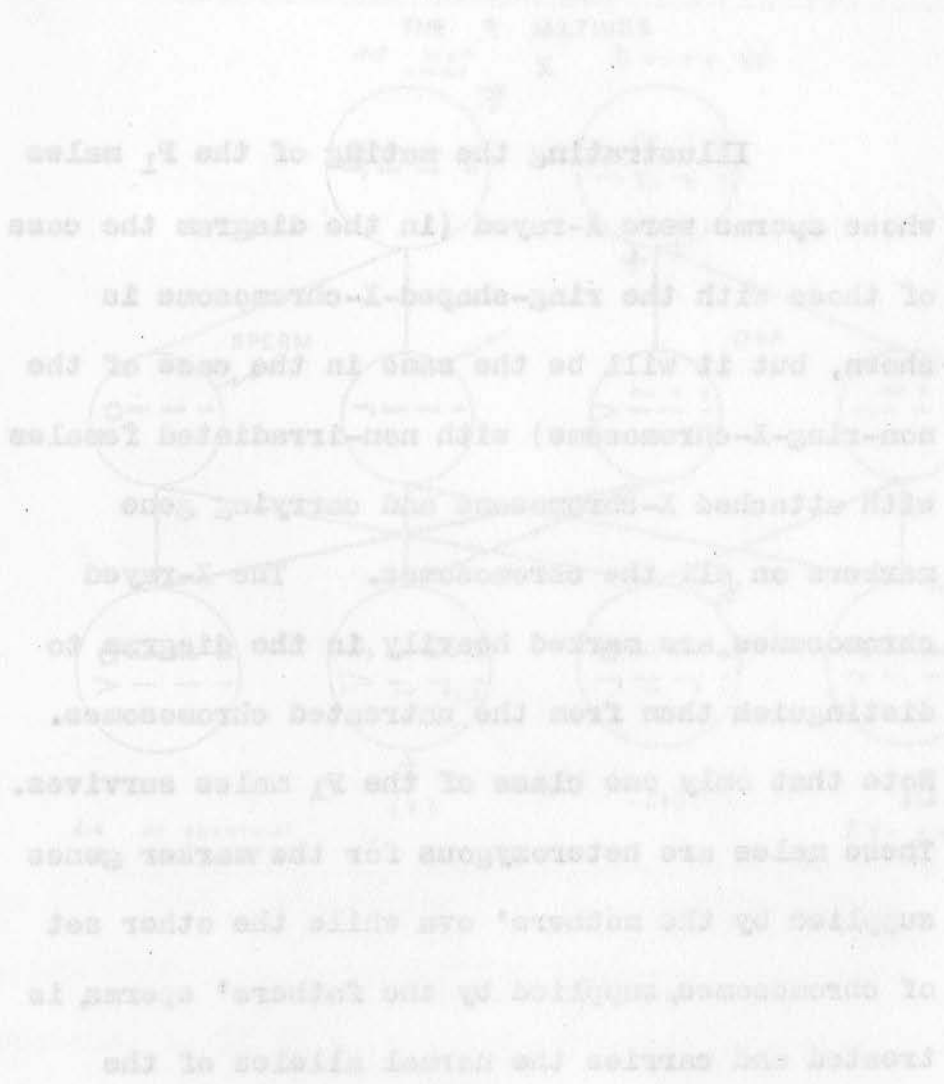 Illustrating the mating of the F1 males
whose sperms were X-rayed (in the diagram the case
of those with the ring-shaped-X-chromosome is
shown, but it will be the same in the case of the
non-ring-X-chromosome) with non-irradiated females
with attached X-chromosome and carrying gene
markers on all the chromosomes. The X-rayed
chromosomes are marked heavily in the diagram to
distinguish them from the untreated chromosomes.
Note that only one class of the F1 males survives.
These males are heterozygous for the marker genes
supplied by the mothers' ova while the other set
of chromosomes supplied by the fathers' sperm is
treated and carries the normal alleles of the
SPERM
OVA